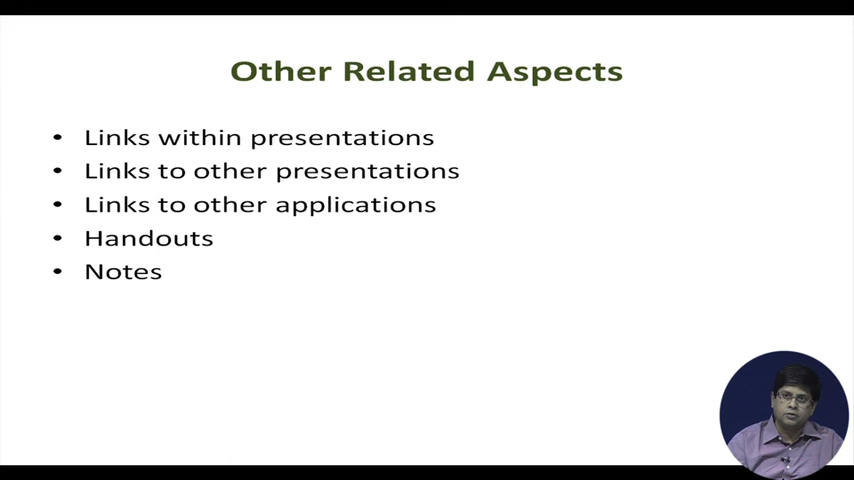 Other Related Aspects
• Links within presentations
• Links to other presentations
• Links to other applications
• Handouts
• Notes